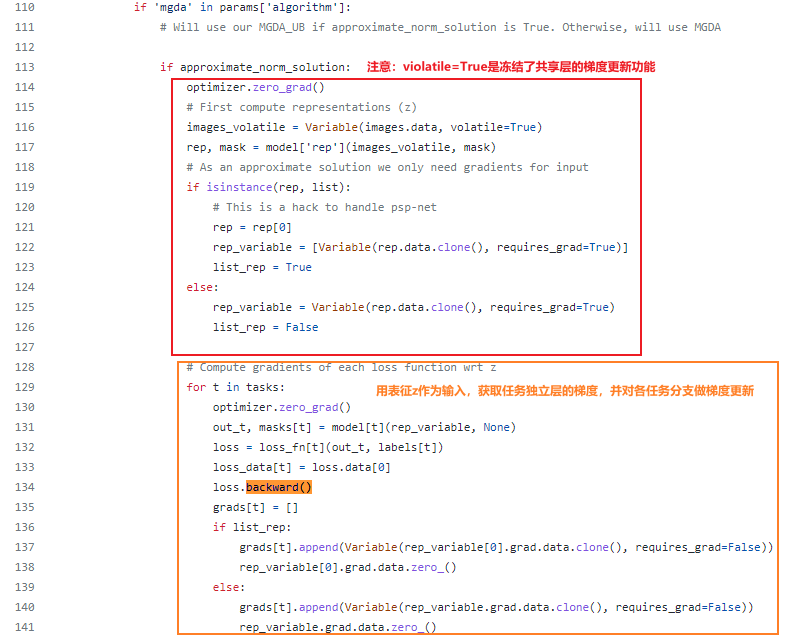 110 if 'mgda' in params['algorithm']:
111 # Will use our MGDA_UB if approximate_norm_solution is True. Otherwise, will use MGDA
112
113 if approximate_norm_solution: 注意：violatile=True是冻结了共享层的梯度更新功能
114 optimizer.zero_grad()
115 # First compute representations (z)
116 images_volatile = Variable(images.data, volatile=True)
117 rep, mask = model['rep'](images_volatile, mask)
118 # As an approximate solution we only need gradients for input
119 if isinstance(rep, list):
120 # This is a hack to handle psp-net
121 rep = rep[0]
122 rep_variable = [Variable(rep.data.clone(), requires_grad=True)]
123 list_rep = True
124 else:
125 rep_variable = Variable(rep.data.clone(), requires_grad=True)
126 list_rep = False
127
128 # Compute gradients of each loss function wrt z
129 for t in tasks: 用表征z作为输入，获取任务独立层的梯度，并对各任务分支做梯度更新
130 optimizer.zero_grad()
131 out_t, masks[t] = model[t](rep_variable, None)
132 loss = loss_fn[t](out_t, labels[t])
133 loss_data[t] = loss.data[0]
134 loss.backward()
135 grads[t] = []
136 if list_rep:
137 grads[t].append(Variable(rep_variable[0].grad.data.clone(), requires_grad=False))
138 rep_variable[0].grad.data.zero_()
139 else:
140 grads[t].append(Variable(rep_variable.grad.data.clone(), requires_grad=False))
141 rep_variable.grad.data.zero_()